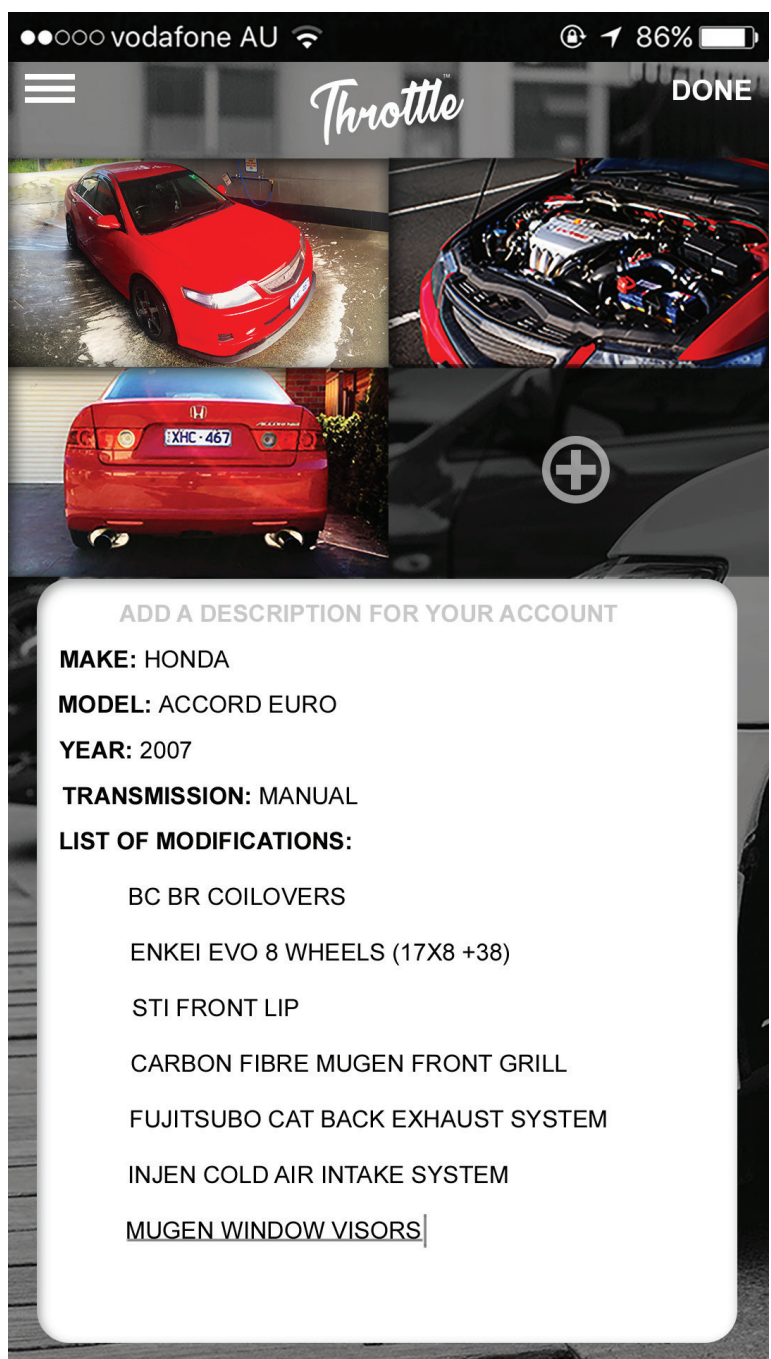 vodafone AU 86%
Throttle™
DONE
XHC·467
ADD A DESCRIPTION FOR YOUR ACCOUNT
MAKE: HONDA
MODEL: ACCORD EURO
YEAR: 2007
TRANSMISSION: MANUAL
LIST OF MODIFICATIONS:
BC BR COILOVERS
ENKEI EVO 8 WHEELS (17X8 +38)
STI FRONT LIP
CARBON FIBRE MUGEN FRONT GRILL
FUJITSUBO CAT BACK EXHAUST SYSTEM
INJEN COLD AIR INTAKE SYSTEM
MUGEN WINDOW VISORS